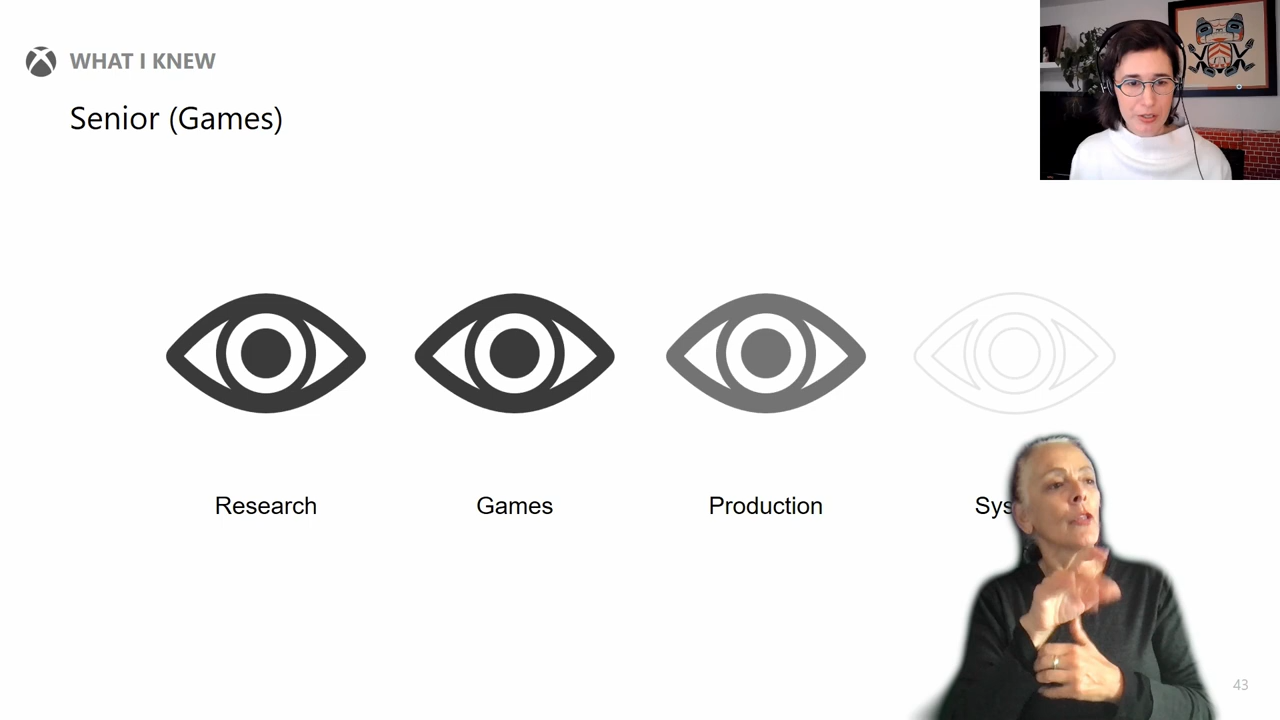 WHAT I KNEW
Senior (Games)
Research
Games
Production
43